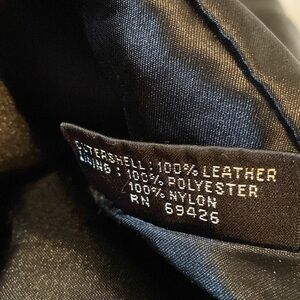 OUTERSHELL: 100% LEATHER
LINING: 100% POLYESTER
100% NYLON
RN 69426